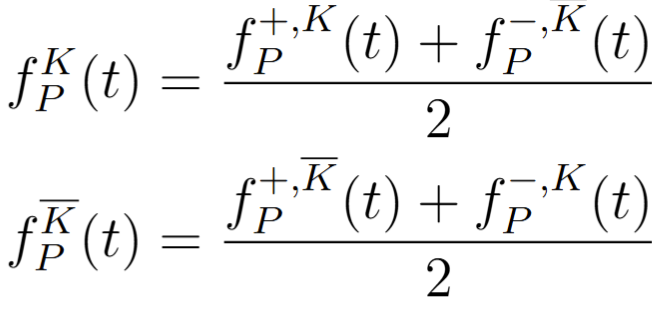 f_P^K(t) = \frac{f_P^{+,K}(t) + f_P^{-,\overline{K}}(t)}{2}
f_P^{\overline{K}}(t) = \frac{f_P^{+,\overline{K}}(t) + f_P^{-,K}(t)}{2}